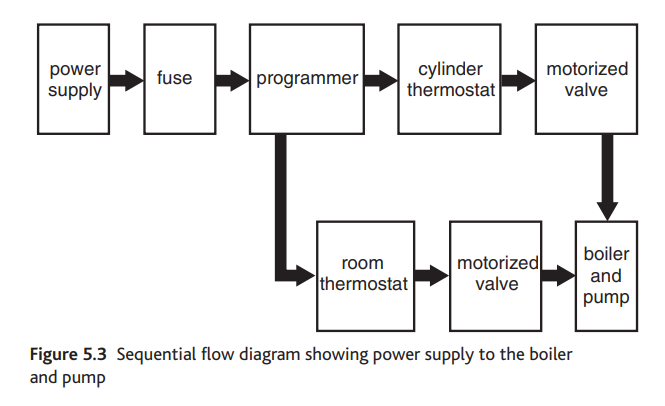 power
supply
fuse
programmer
cylinder
thermostat
motorized
valve
room
thermostat
motorized
valve
boiler
and
pump
Figure 5.3 Sequential flow diagram showing power supply to the boiler
and pump